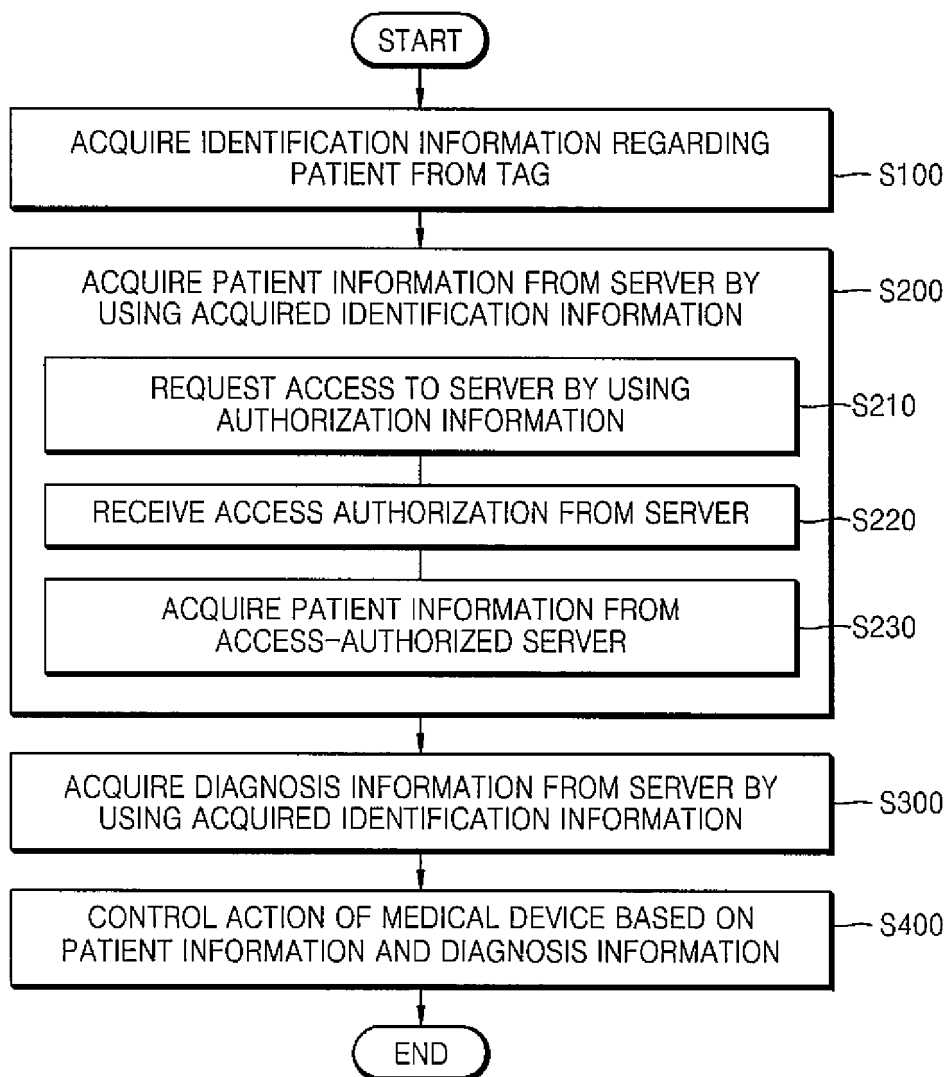 START
ACQUIRE IDENTIFICATION INFORMATION REGARDING
PATIENT FROM TAG
S100
ACQUIRE PATIENT INFORMATION FROM SERVER BY
USING ACQUIRED IDENTIFICATION INFORMATION
S200
REQUEST ACCESS TO SERVER BY USING
AUTHORIZATION INFORMATION
S210
RECEIVE ACCESS AUTHORIZATION FROM SERVER
S220
ACQUIRE PATIENT INFORMATION FROM
ACCESS-AUTHORIZED SERVER
S230
ACQUIRE DIAGNOSIS INFORMATION FROM SERVER BY
USING ACQUIRED IDENTIFICATION INFORMATION
S300
CONTROL ACTION OF MEDICAL DEVICE BASED ON
PATIENT INFORMATION AND DIAGNOSIS INFORMATION
S400
END